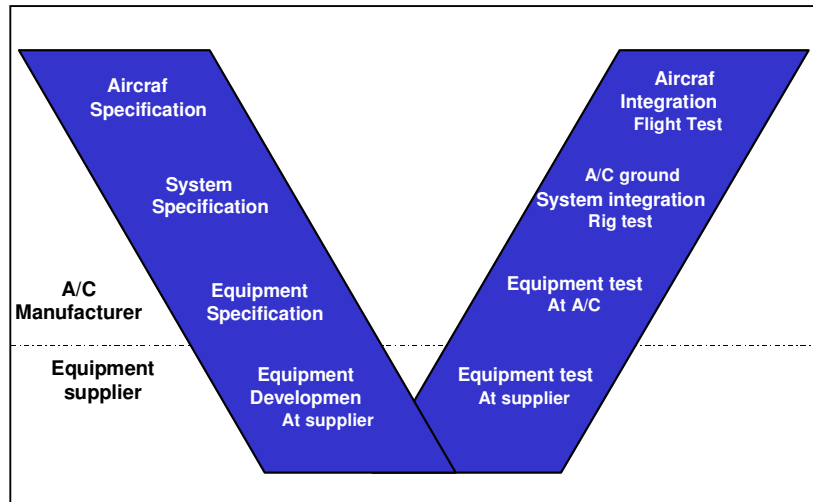 Aircraf
Specification
System
Specification
Equipment
Specification
Equipment
Developmen
At supplier
A/C
Manufacturer
Equipment
supplier
Aircraf
Integration
Flight Test
A/C ground
System integration
Rig test
Equipment test
At A/C
Equipment test
At supplier